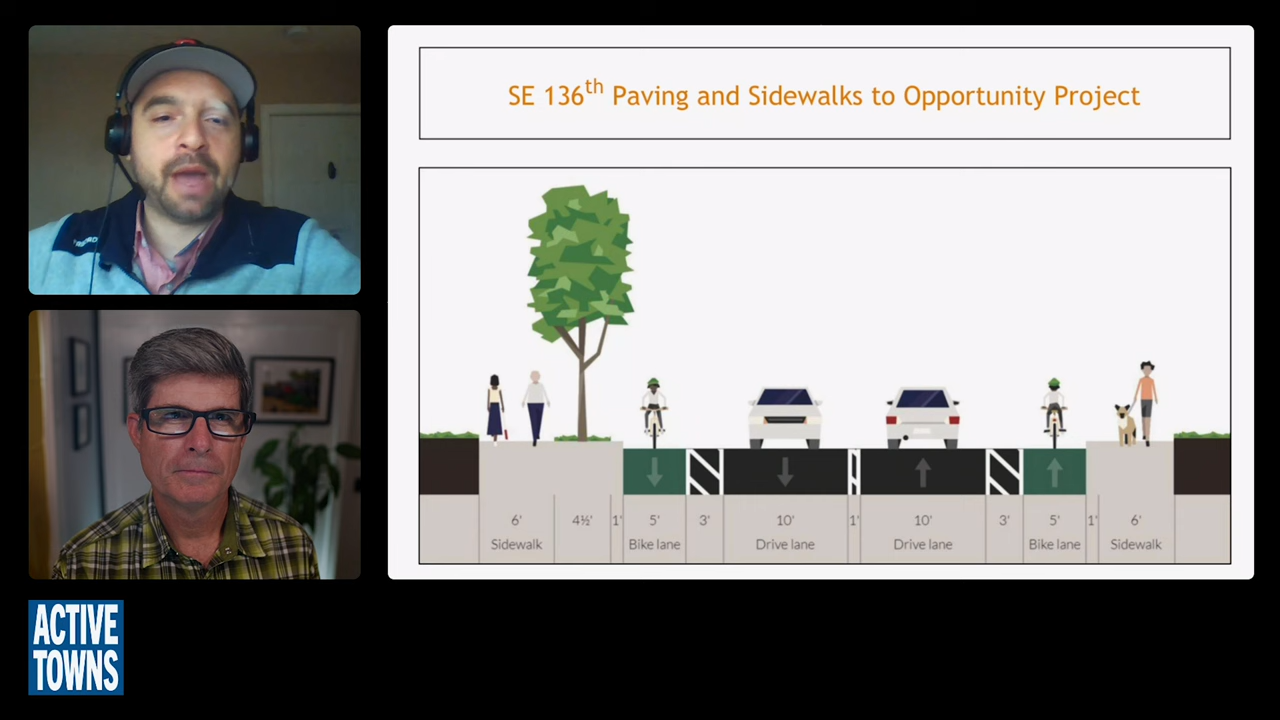 SE 136th Paving and Sidewalks to Opportunity Project
6' 4½' 1' 5' 3' 10' 1' 10' 3' 5' 1' 6'
Sidewalk Bike lane Drive lane Drive lane Bike lane Sidewalk
ACTIVE
TOWNS